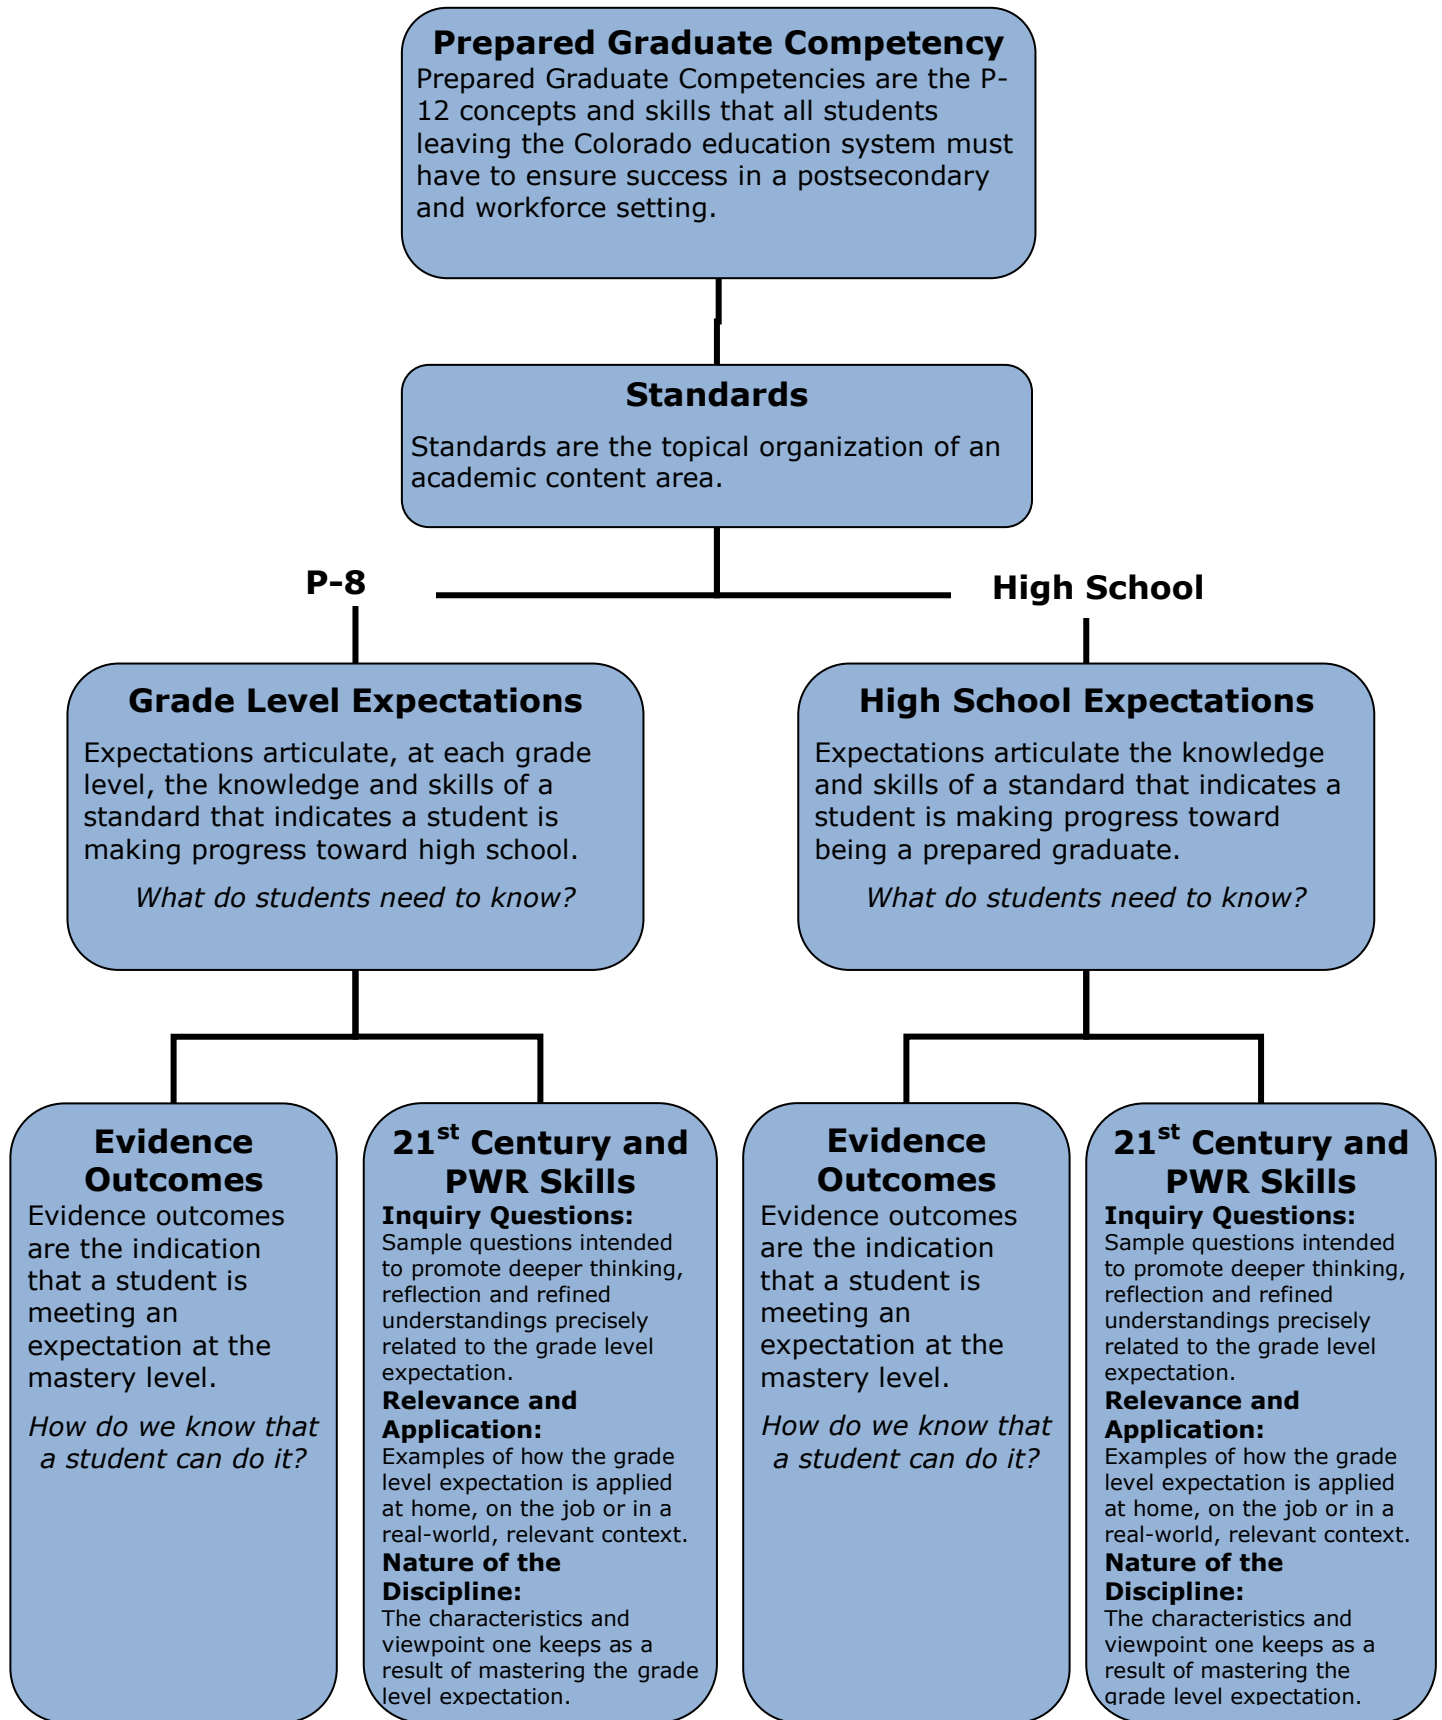 Prepared Graduate Competency
Prepared Graduate Competencies are the P-
12 concepts and skills that all students
leaving the Colorado education system must
have to ensure success in a postsecondary
and workforce setting.
Standards
Standards are the topical organization of an
academic content area.
P-8
High School
Grade Level Expectations
Expectations articulate, at each grade
level, the knowledge and skills of a
standard that indicates a student is
making progress toward high school.
What do students need to know?
High School Expectations
Expectations articulate the knowledge
and skills of a standard that indicates a
student is making progress toward
being a prepared graduate.
What do students need to know?
Evidence
Outcomes
Evidence outcomes
are the indication
that a student is
meeting an
expectation at the
mastery level.
How do we know that
a student can do it?
21st Century and
PWR Skills
Inquiry Questions:
Sample questions intended
to promote deeper thinking,
reflection and refined
understandings precisely
related to the grade level
expectation.
Relevance and
Application:
Examples of how the grade
level expectation is applied
at home, on the job or in a
real-world, relevant context.
Nature of the
Discipline:
The characteristics and
viewpoint one keeps as a
result of mastering the grade
level expectation.
Evidence
Outcomes
Evidence outcomes
are the indication
that a student is
meeting an
expectation at the
mastery level.
How do we know that
a student can do it?
21st Century and
PWR Skills
Inquiry Questions:
Sample questions intended
to promote deeper thinking,
reflection and refined
understandings precisely
related to the grade level
expectation.
Relevance and
Application:
Examples of how the grade
level expectation is applied
at home, on the job or in a
real-world, relevant context.
Nature of the
Discipline:
The characteristics and
viewpoint one keeps as a
result of mastering the
grade level expectation.